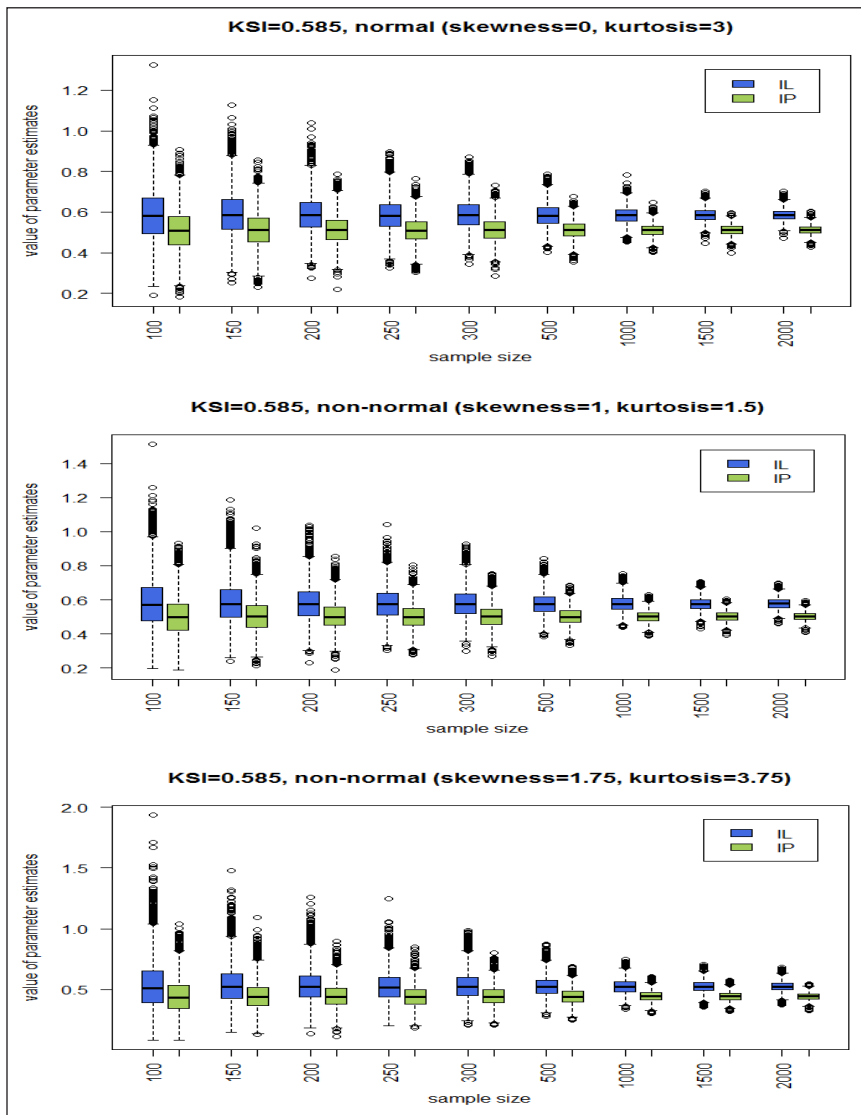 KSI=0.585, normal (skewness=0, kurtosis=3)
value of parameter estimates
1.2
1.0
0.8
0.6
0.4
0.2
IL
IP
100
150
200
250
300
500
1000
1500
2000
sample size
KSI=0.585, non-normal (skewness=1, kurtosis=1.5)
value of parameter estimates
1.4
1.2
1.0
0.8
0.6
0.4
0.2
IL
IP
100
150
200
250
300
500
1000
1500
2000
sample size
KSI=0.585, non-normal (skewness=1.75, kurtosis=3.75)
value of parameter estimates
2.0
1.5
1.0
0.5
IL
IP
100
150
200
250
300
500
1000
1500
2000
sample size